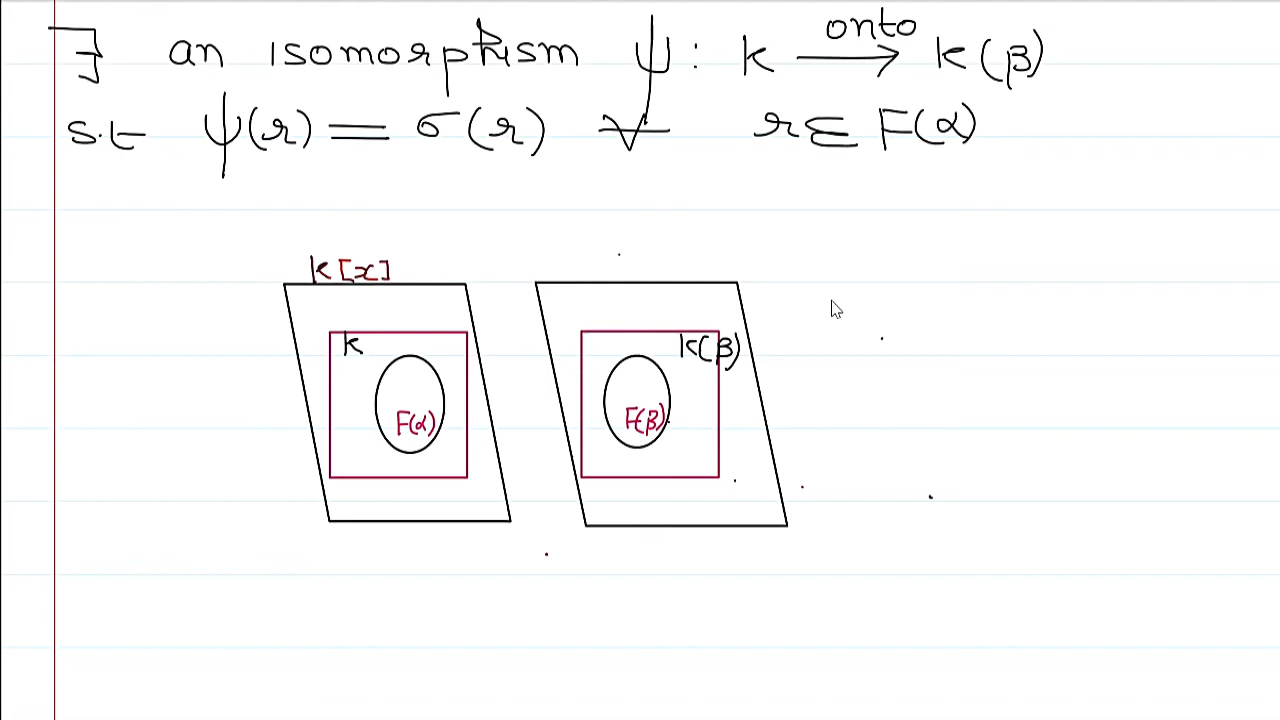 ∃ an isomorphism ψ: k ⟶ onto k(β)
s.t ψ(r) = σ(r) ∀ r∈ F(α)
k[x]
k k(β)
F(α) F(β)